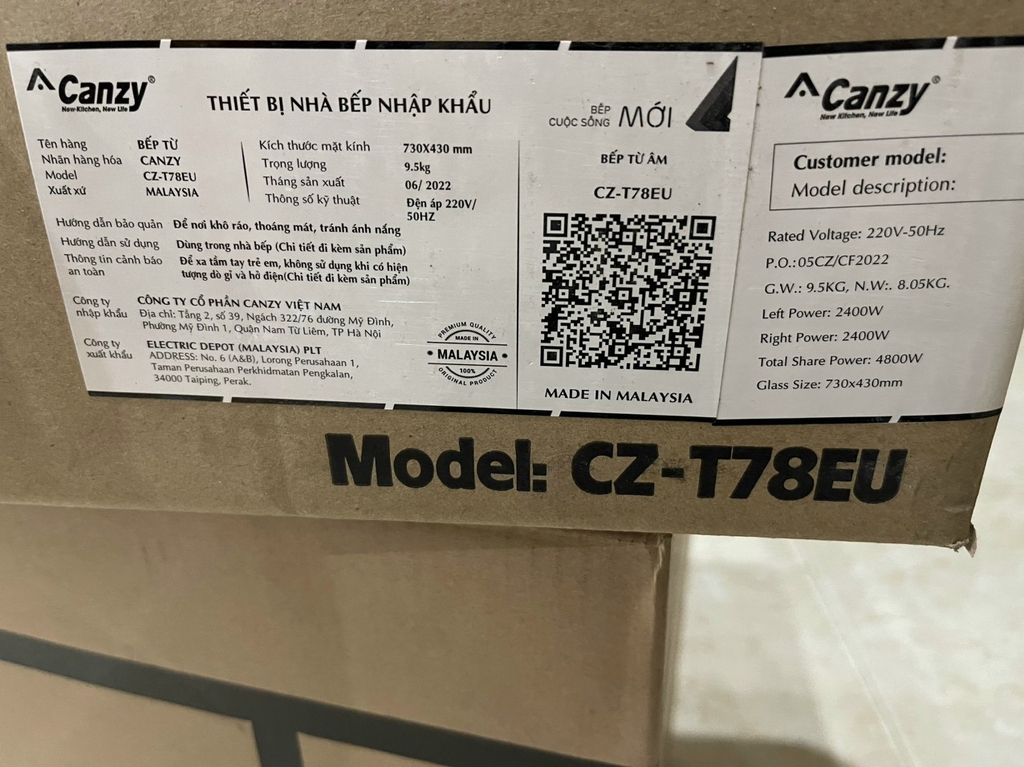 Canzy®
New Kitchen, New Life
THIẾT BỊ NHÀ BẾP NHẬP KHẨU
Tên hàng BẾP TỪ
Nhãn hàng hóa CANZY
Model CZ-T78EU
Xuất xứ MALAYSIA
Kích thước mặt kính 730X430 mm
Trọng lượng 9.5kg
Tháng sản xuất 06/ 2022
Thông số kỹ thuật Đện áp 220V/
50HZ
Hướng dẫn bảo quản Để nơi khô ráo, thoáng mát, tránh ánh nắng
Hướng dẫn sử dụng Dùng trong nhà bếp (Chi tiết đi kèm sản phẩm)
Thông tin cảnh báo Để xa tầm tay trẻ em, không sử dụng khi có hiện
an toàn tượng dò gỉ và hở điện(Chi tiết đi kèm sản phẩm)
Công ty CÔNG TY CỔ PHẦN CANZY VIỆT NAM
nhập khẩu Địa chỉ: Tầng 2, số 39, Ngách 322/76 đường Mỹ Đình,
Phường Mỹ Đình 1, Quận Nam Từ Liêm, TP Hà Nội
Công ty ELECTRIC DEPOT (MALAYSIA) PLT
xuất khẩu ADDRESS: No. 6 (A&B), Lorong Perusahaan 1,
Taman Perusahaan Perkhidmatan Pengkalan,
34000 Taiping, Perak.
PREMIUM QUALITY
MADE IN
MALAYSIA
100%
ORIGINAL PRODUCT
BẾP
CUỘC SỐNG MỚI
BẾP TỪ ÂM
CZ-T78EU
MADE IN MALAYSIA
Canzy®
New Kitchen, New Life
Customer model:
Model description:
Rated Voltage: 220V-50Hz
P.O.:05CZ/CF2022
G.W.: 9.5KG, N.W:. 8.05KG.
Left Power: 2400W
Right Power: 2400W
Total Share Power: 4800W
Glass Size: 730x430mm
Model: CZ-T78EU